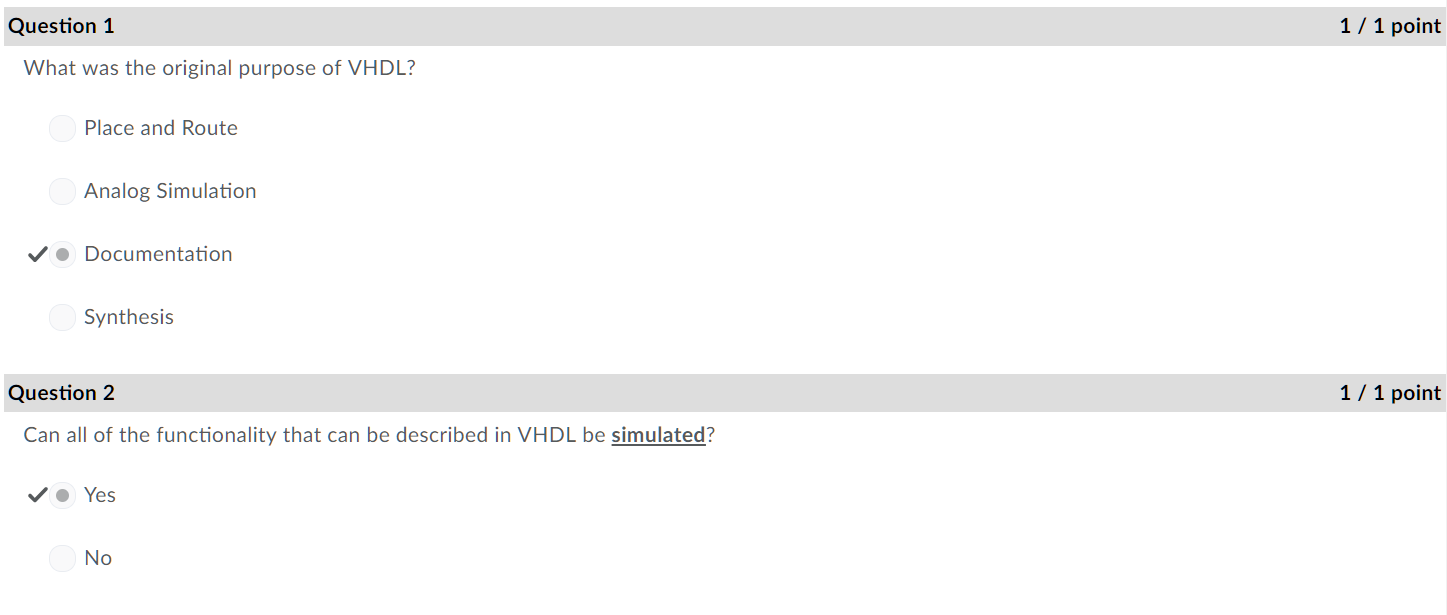 Question 1 1 / 1 point
What was the original purpose of VHDL?
Place and Route
Analog Simulation
Documentation
Synthesis
Question 2 1 / 1 point
Can all of the functionality that can be described in VHDL be simulated?
Yes
No